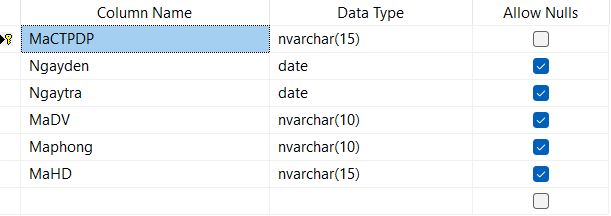 Column Name Data Type Allow Nulls
MaCTPDP nvarchar(15)
Ngayden date
Ngaytra date
MaDV nvarchar(10)
Maphong nvarchar(10)
MaHD nvarchar(15)